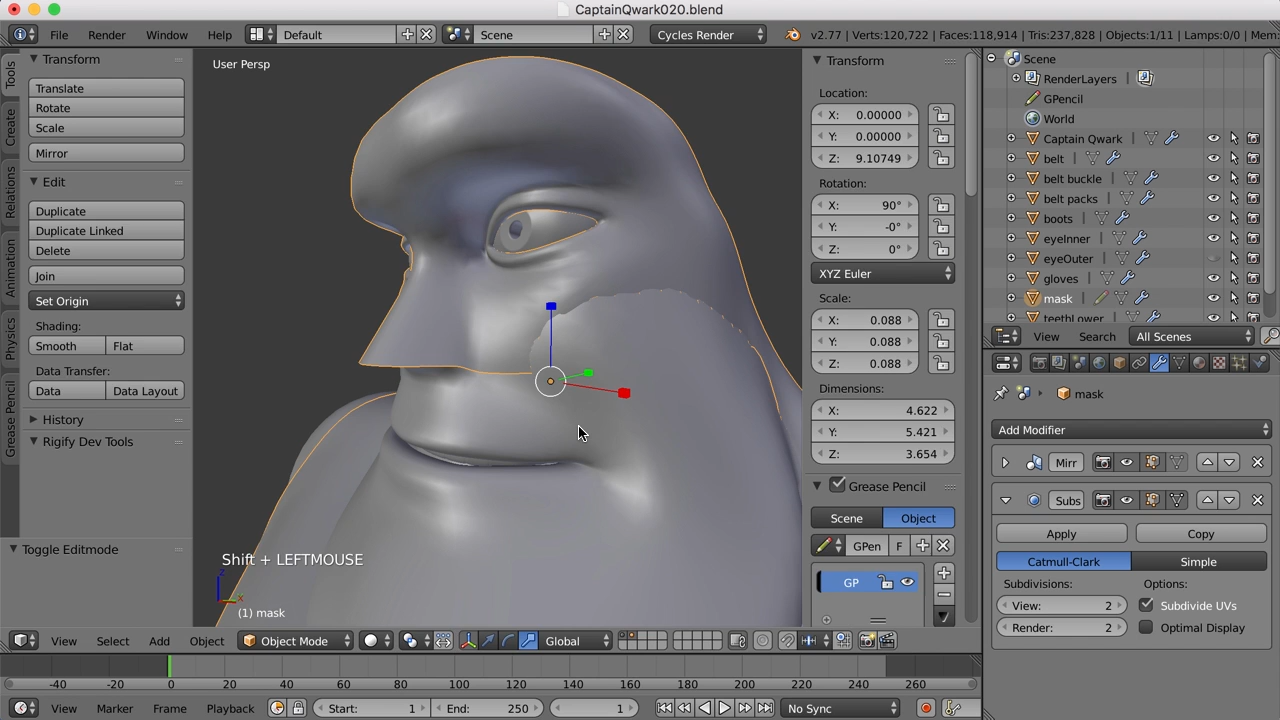 CaptainQwark020.blend
File Render Window Help Default Scene Cycles Render v2.77 | Verts:120,722 | Faces:118,914 | Tris:237,828 | Objects:1/11 | Lamps:0/0 | Mem:
Tools
Create
Relations
Animation
Physics
Grease Pencil
Transform
Translate
Rotate
Scale
Mirror
Edit
Duplicate
Duplicate Linked
Delete
Join
Set Origin
Shading:
Smooth Flat
Data Transfer:
Data Data Layout
History
Rigify Dev Tools
Toggle Editmode
User Persp
Shift + LEFTMOUSE
(1) mask
Transform
Location:
X: 0.00000
Y: 0.00000
Z: 9.10749
Rotation:
X: 90°
Y: -0°
Z: 0°
XYZ Euler
Scale:
X: 0.088
Y: 0.088
Z: 0.088
Dimensions:
X: 4.622
Y: 5.421
Z: 3.654
Grease Pencil
Scene Object
GPen F
GP
Scene
RenderLayers |
GPencil
World
Captain Qwark |
belt |
belt buckle |
belt packs |
boots |
eyeInner |
eyeOuter |
gloves |
mask |
teethLower
View Search All Scenes
mask
Add Modifier
Mirr
Subs
Apply Copy
Catmull-Clark Simple
Subdivisions: Options:
View: 2 Subdivide UVs
Render: 2 Optimal Display
View Select Add Object Object Mode Global
-40 -20 0 20 40 60 80 100 120 140 160 180 200 220 240 260
View Marker Frame Playback Start: 1 End: 250 1 No Sync